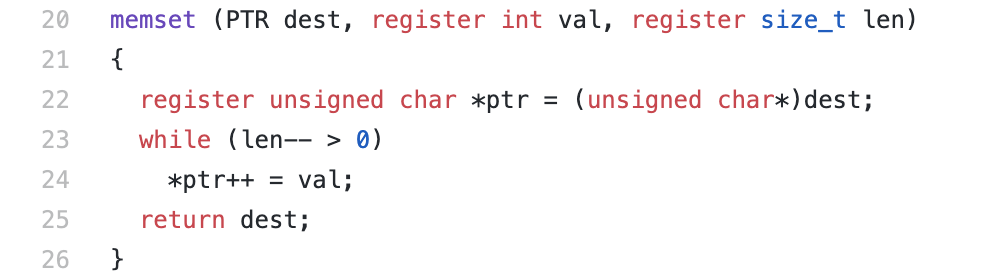 20 memset (PTR dest, register int val, register size_t len)
21 {
22   register unsigned char *ptr = (unsigned char*)dest;
23   while (len-- > 0)
24     *ptr++ = val;
25   return dest;
26 }